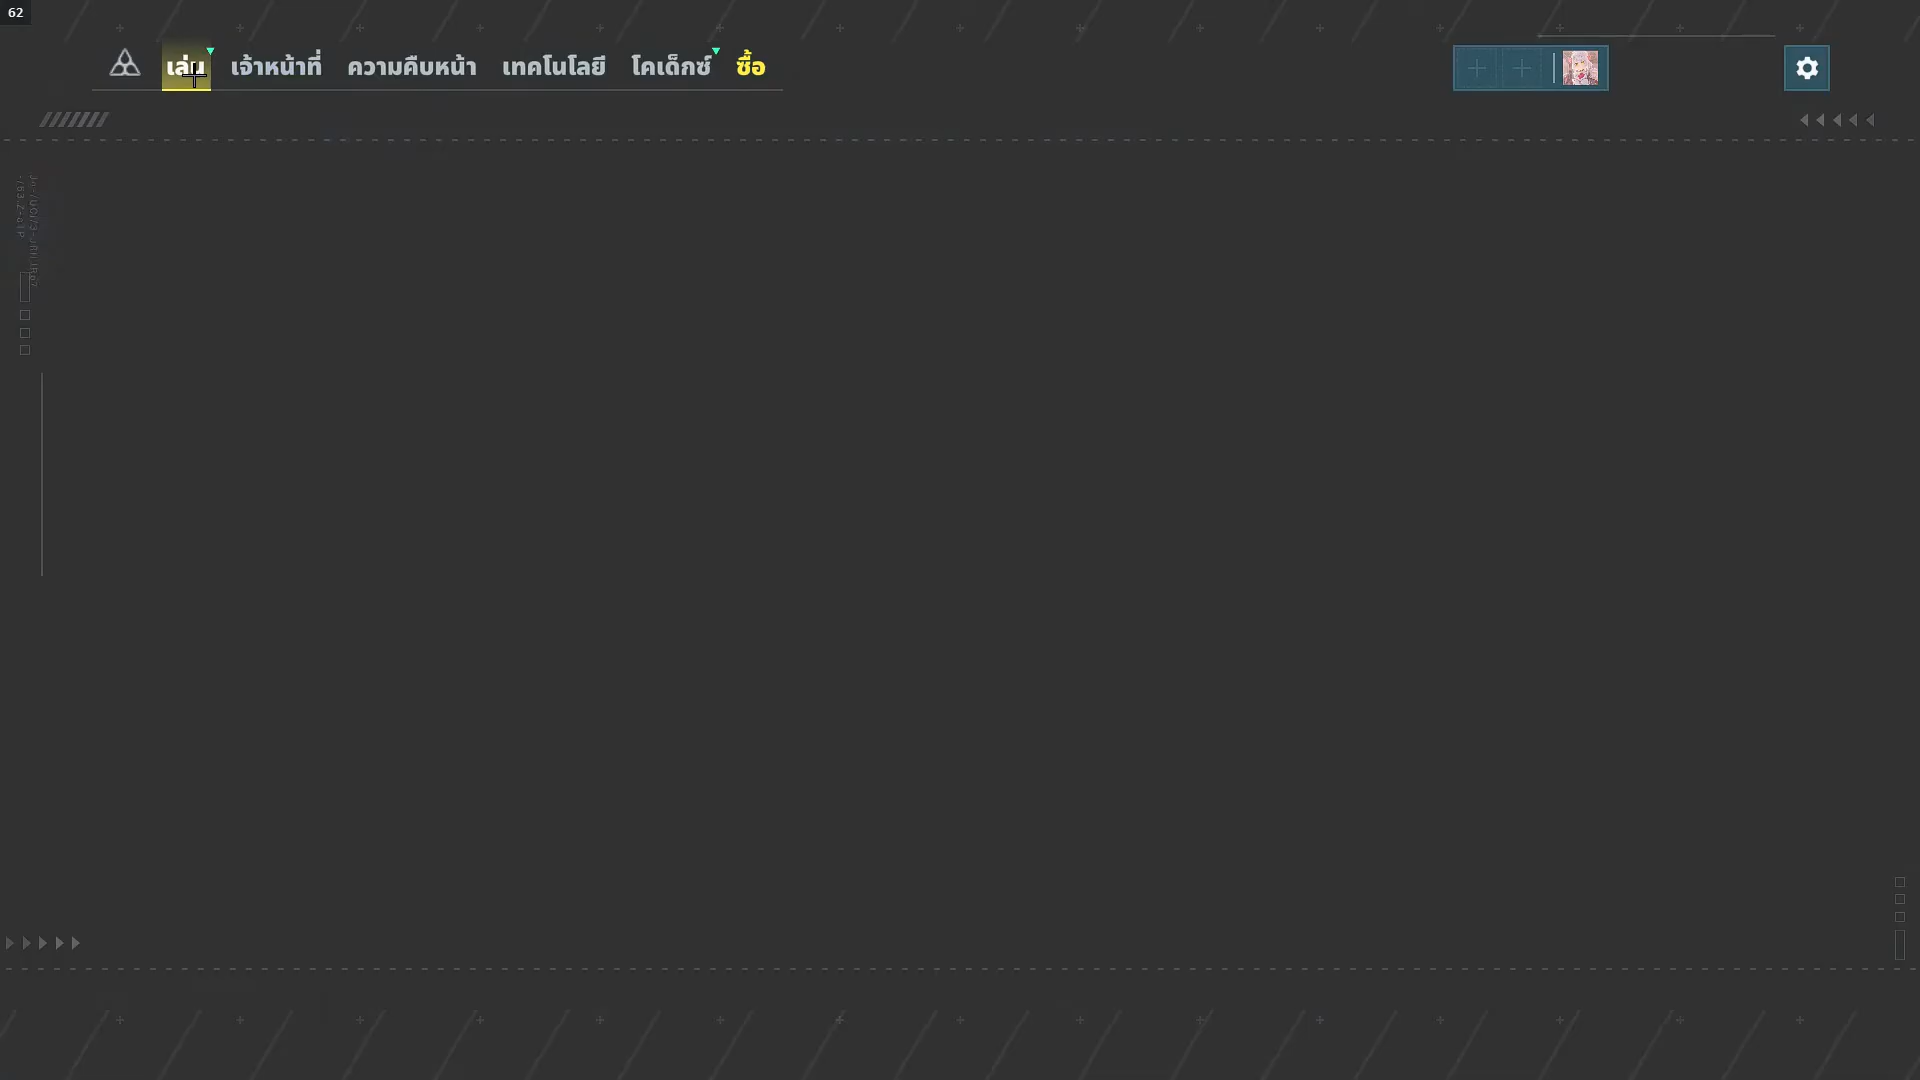 62
เล่น เจ้าหน้าที่ ความคืบหน้า เทคโนโลยี โคเด็กซ์ ซื้อ